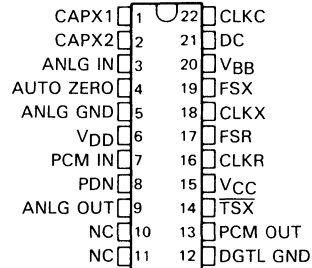 CAPX1 1 22 CLKC
CAPX2 2 21 DC
ANLG IN 3 20 VBB
AUTO ZERO 4 19 FSX
ANLG GND 5 18 CLKX
VDD 6 17 FSR
PCM IN 7 16 CLKR
PDN 8 15 VCC
ANLG OUT 9 14 TSX
NC 10 13 PCM OUT
NC 11 12 DGTL GND